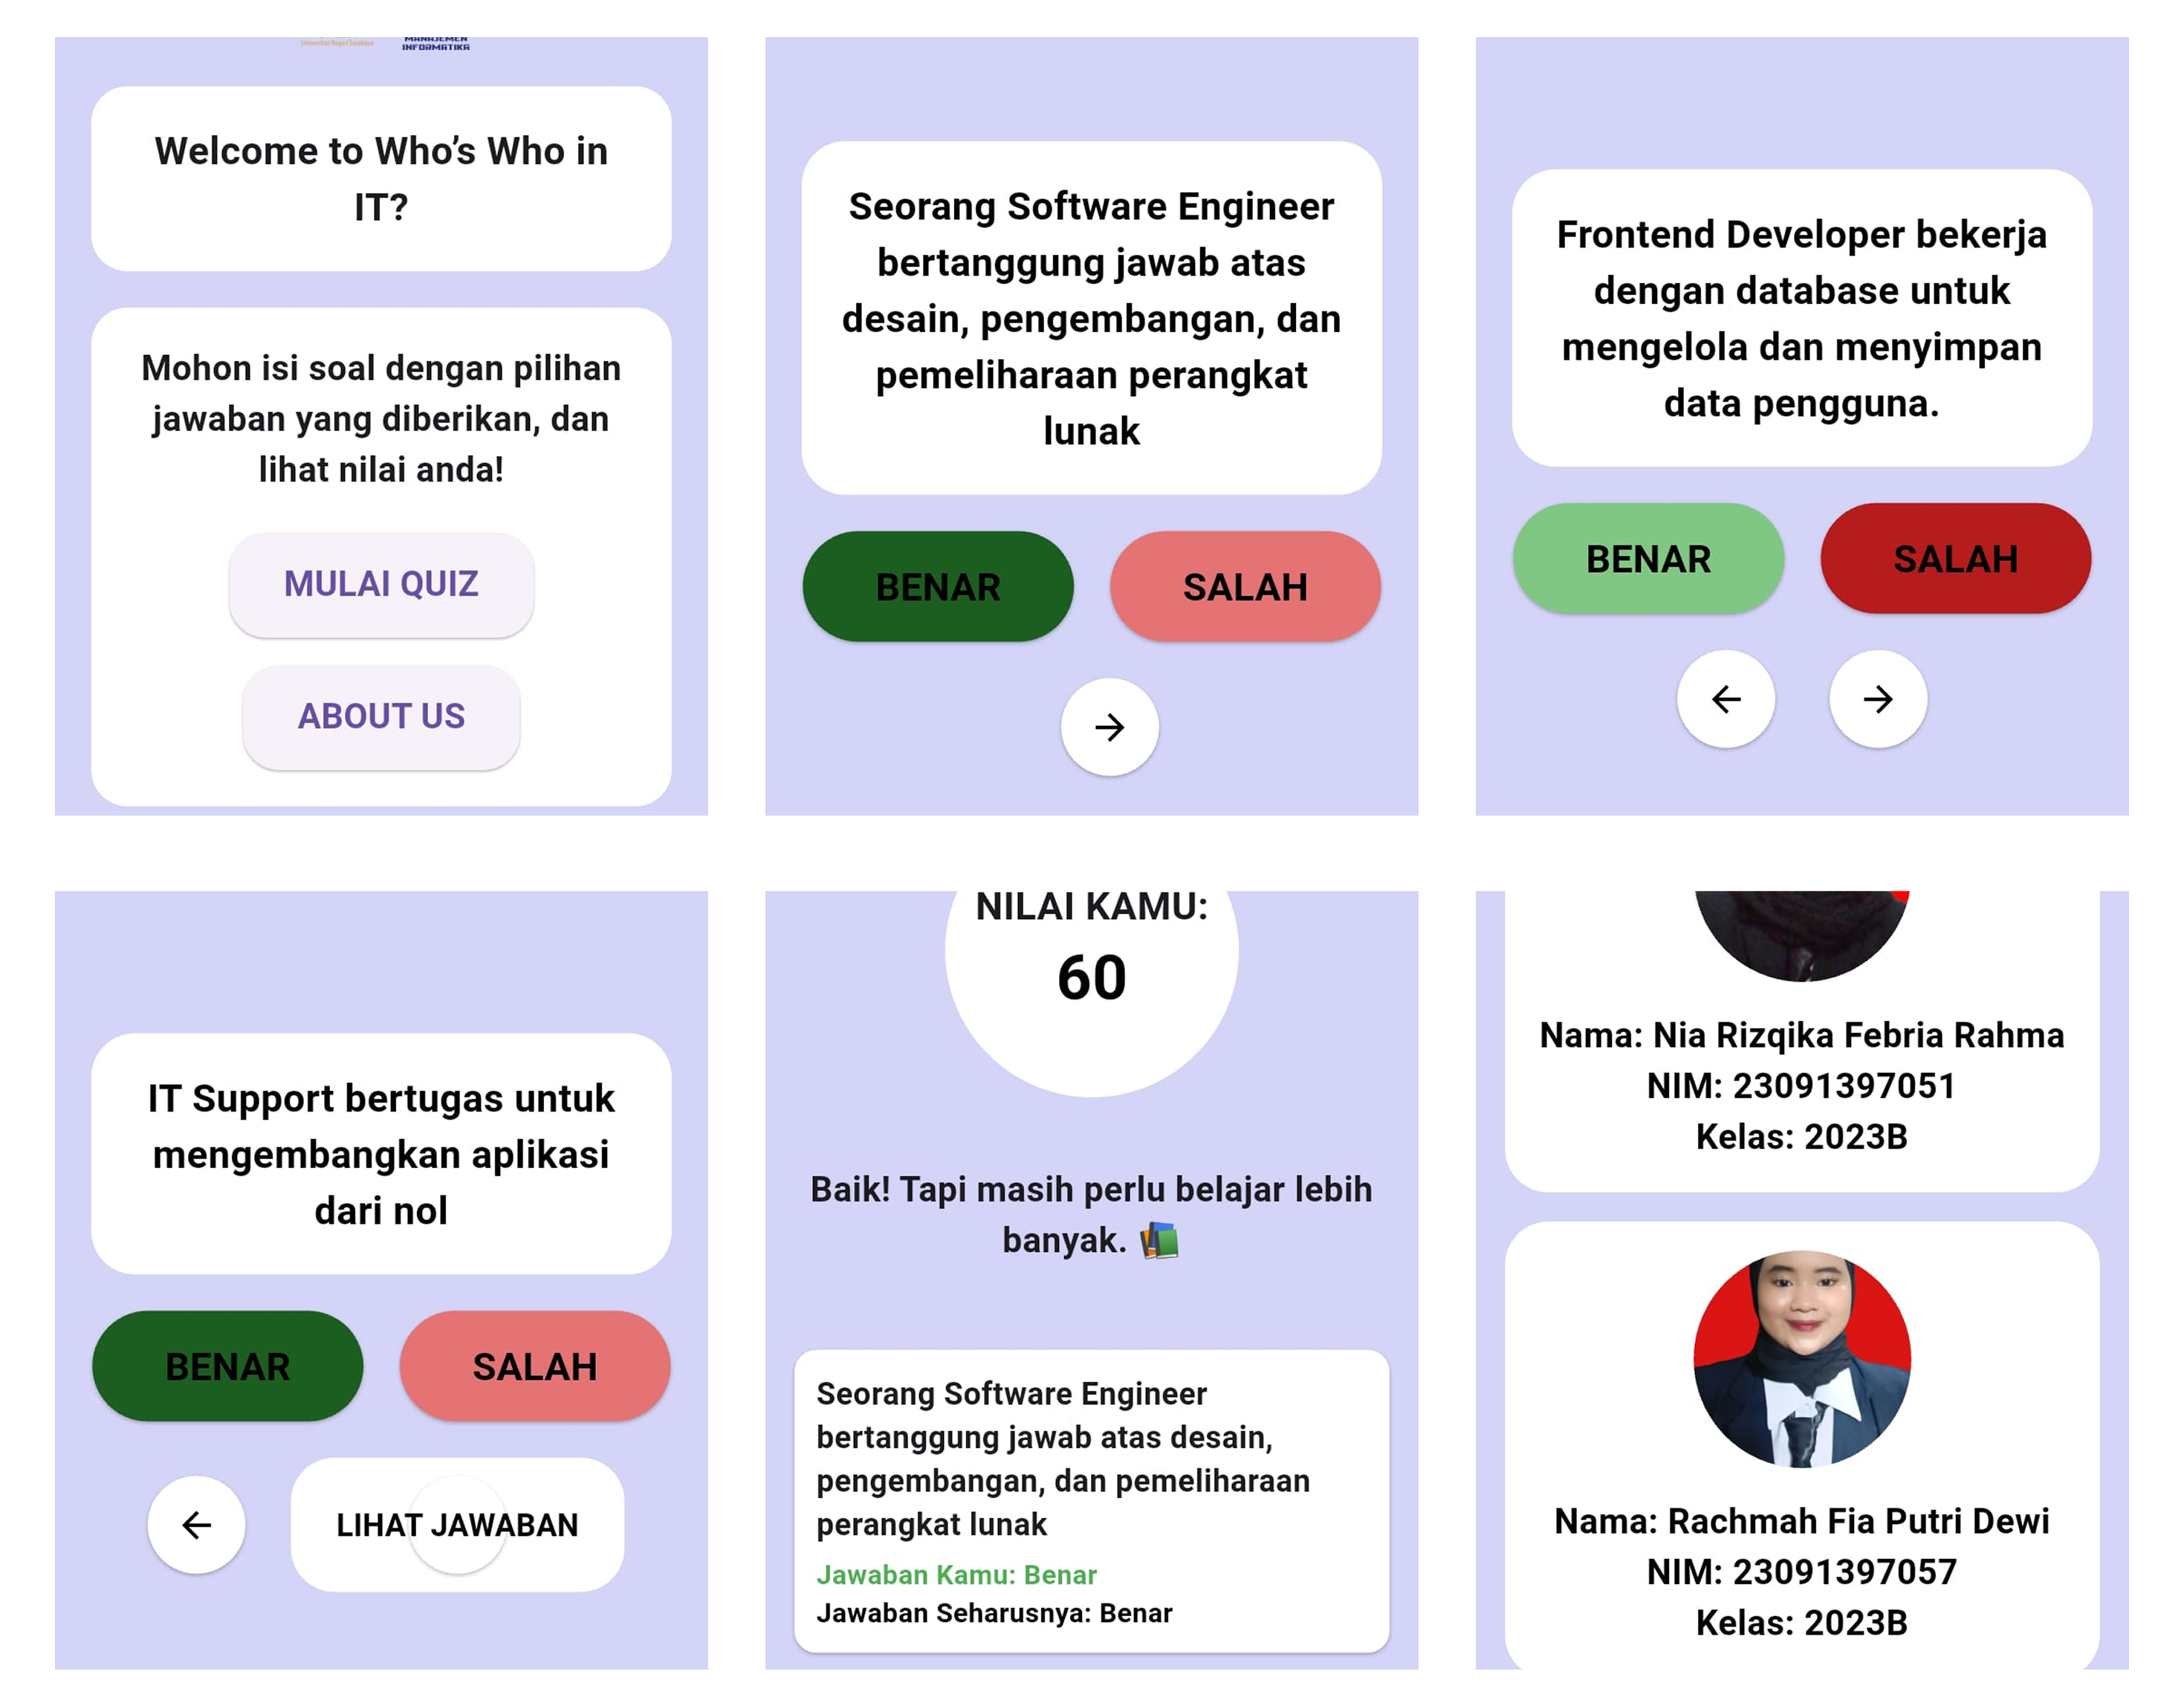 Universitas Negeri Surabaya
MANAJEMEN
INFORMATIKA
Welcome to Who’s Who in
IT?
Mohon isi soal dengan pilihan
jawaban yang diberikan, dan
lihat nilai anda!
MULAI QUIZ
ABOUT US
Seorang Software Engineer
bertanggung jawab atas
desain, pengembangan, dan
pemeliharaan perangkat
lunak
BENAR SALAH
Frontend Developer bekerja
dengan database untuk
mengelola dan menyimpan
data pengguna.
BENAR SALAH
IT Support bertugas untuk
mengembangkan aplikasi
dari nol
BENAR SALAH
LIHAT JAWABAN
NILAI KAMU:
60
Baik! Tapi masih perlu belajar lebih
banyak. 📚
Seorang Software Engineer
bertanggung jawab atas desain,
pengembangan, dan pemeliharaan
perangkat lunak
Jawaban Kamu: Benar
Jawaban Seharusnya: Benar
Nama: Nia Rizqika Febria Rahma
NIM: 23091397051
Kelas: 2023B
Nama: Rachmah Fia Putri Dewi
NIM: 23091397057
Kelas: 2023B